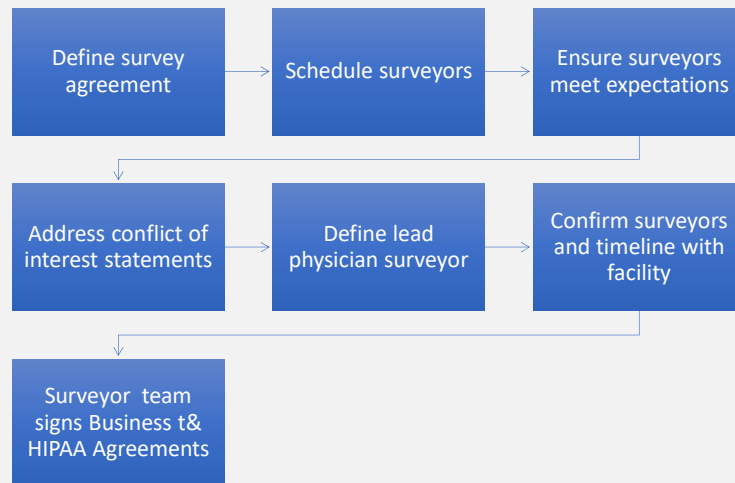 Define survey
agreement
Schedule surveyors
Ensure surveyors
meet expectations
Address conflict of
interest statements
Define lead
physician surveyor
Confirm surveyors
and timeline with
facility
Surveyor team
signs Business t&
HIPAA Agreements